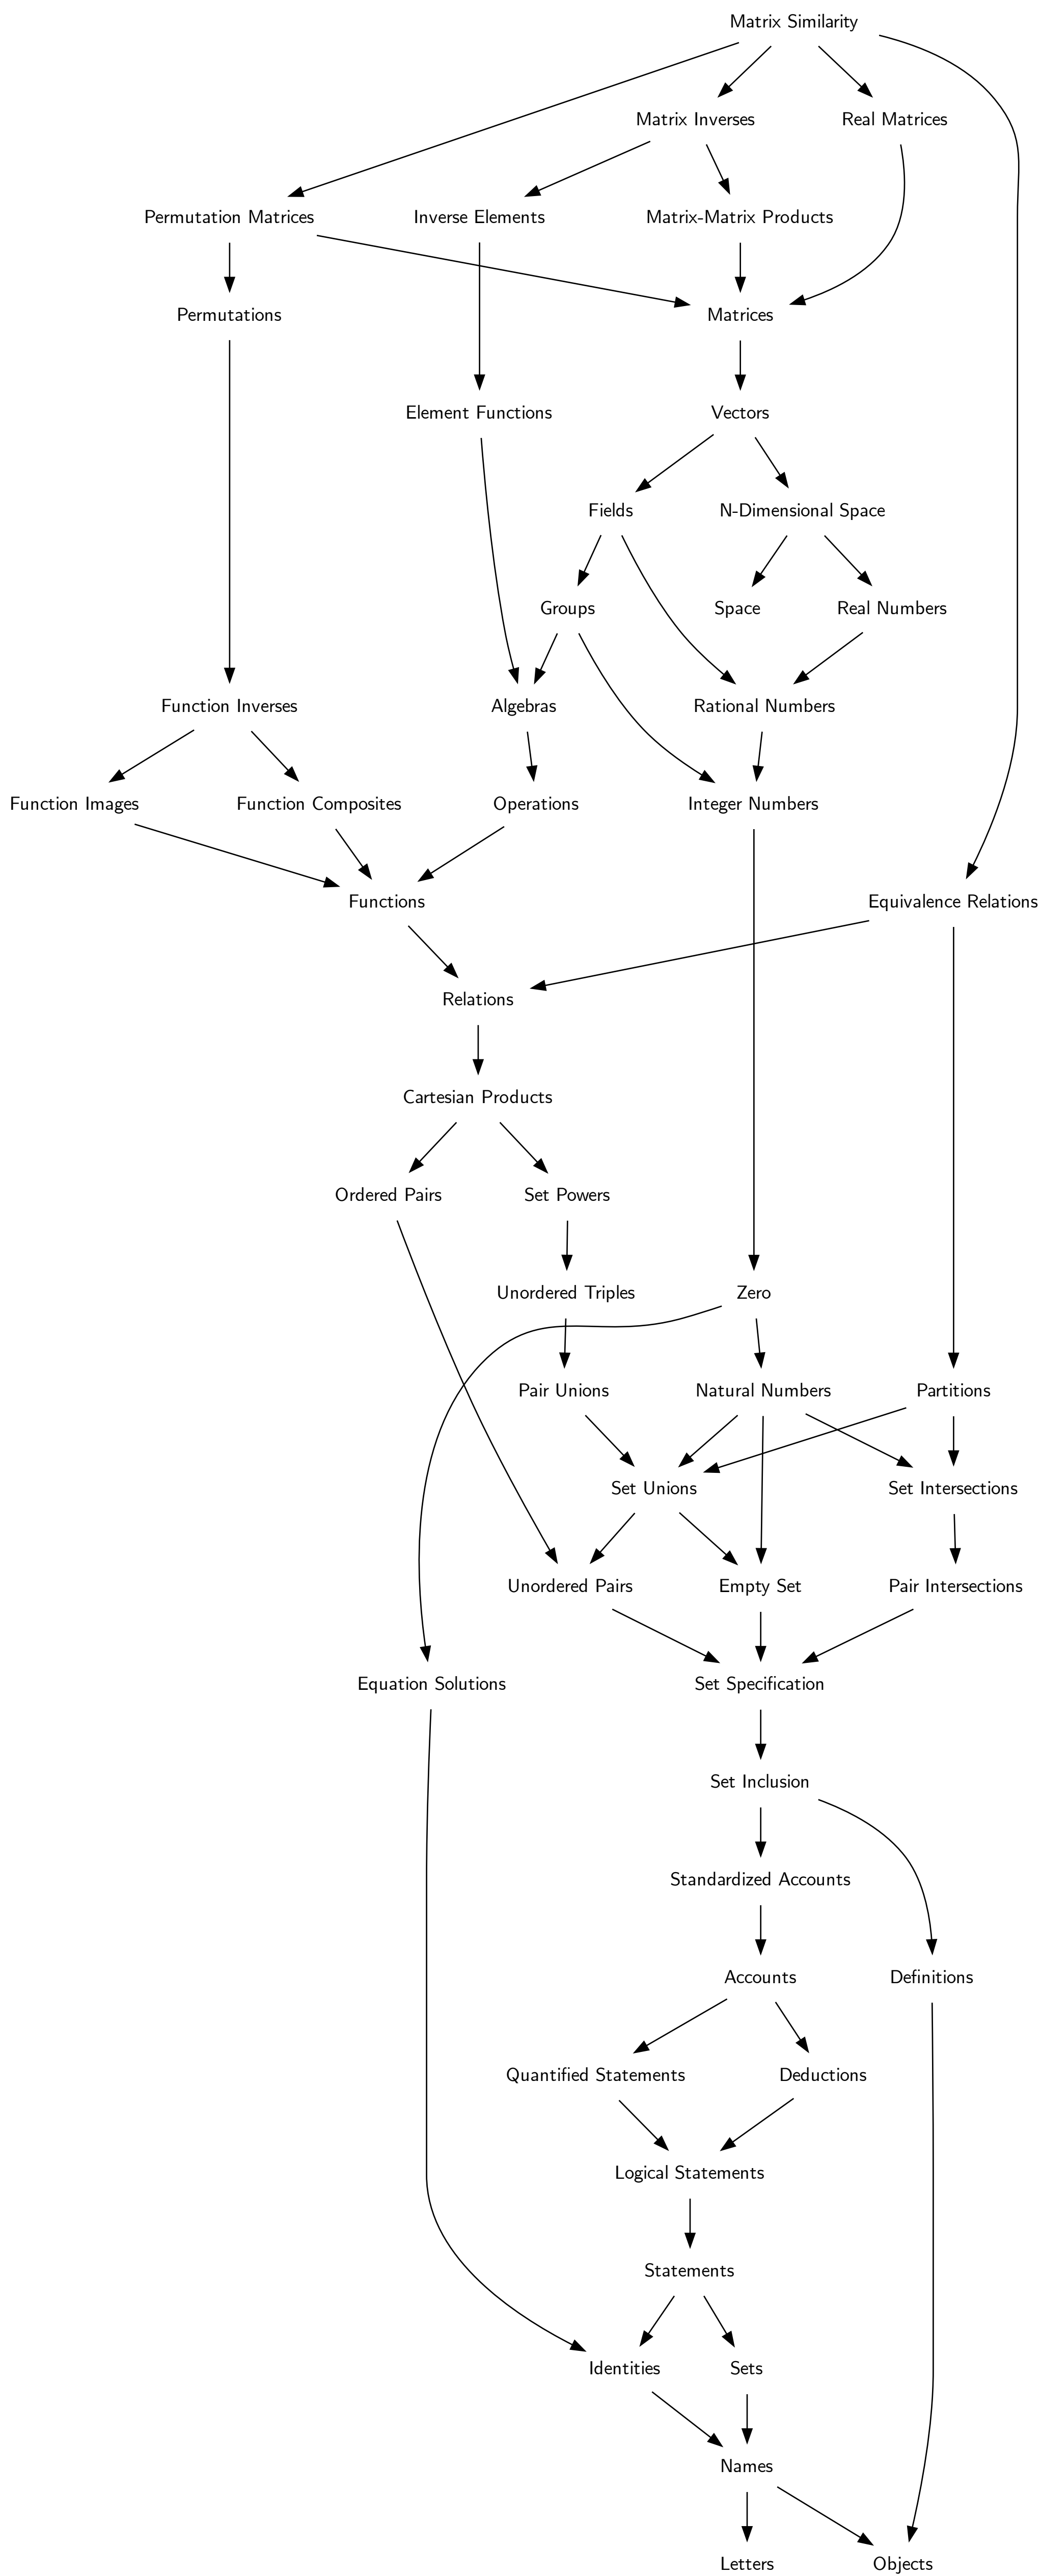 Matrix Similarity
Matrix Inverses
Real Matrices
Permutation Matrices
Inverse Elements
Matrix-Matrix Products
Permutations
Matrices
Element Functions
Vectors
Fields
N-Dimensional Space
Groups
Space
Real Numbers
Function Inverses
Algebras
Rational Numbers
Function Images
Function Composites
Operations
Integer Numbers
Functions
Equivalence Relations
Relations
Cartesian Products
Ordered Pairs
Set Powers
Unordered Triples
Zero
Pair Unions
Natural Numbers
Partitions
Set Unions
Set Intersections
Unordered Pairs
Empty Set
Pair Intersections
Equation Solutions
Set Specification
Set Inclusion
Standardized Accounts
Accounts
Definitions
Quantified Statements
Deductions
Logical Statements
Statements
Identities
Sets
Names
Letters
Objects